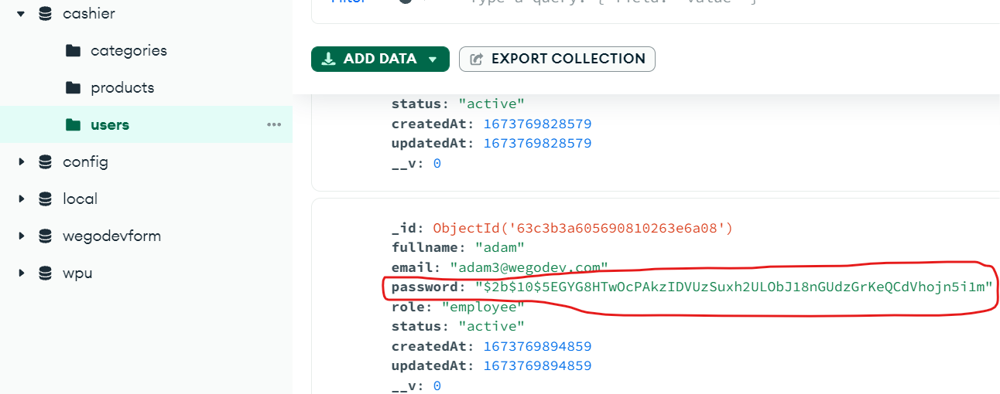 cashier
categories
products
users
config
local
wegodevform
wpu
ADD DATA
EXPORT COLLECTION
status: "active"
createdAt: 1673769828579
updatedAt: 1673769828579
__v: 0
_id: ObjectId('63c3b3a605690810263e6a08')
fullname: "adam"
email: "adam3@wegodev.com"
password: "$2b$10$5EGYG8HTwOcPAkzIDVUzSuxh2ULObJ18nGUdzGrKeQCdVhojn5i1m"
role: "employee"
status: "active"
createdAt: 1673769894859
updatedAt: 1673769894859
__v: 0